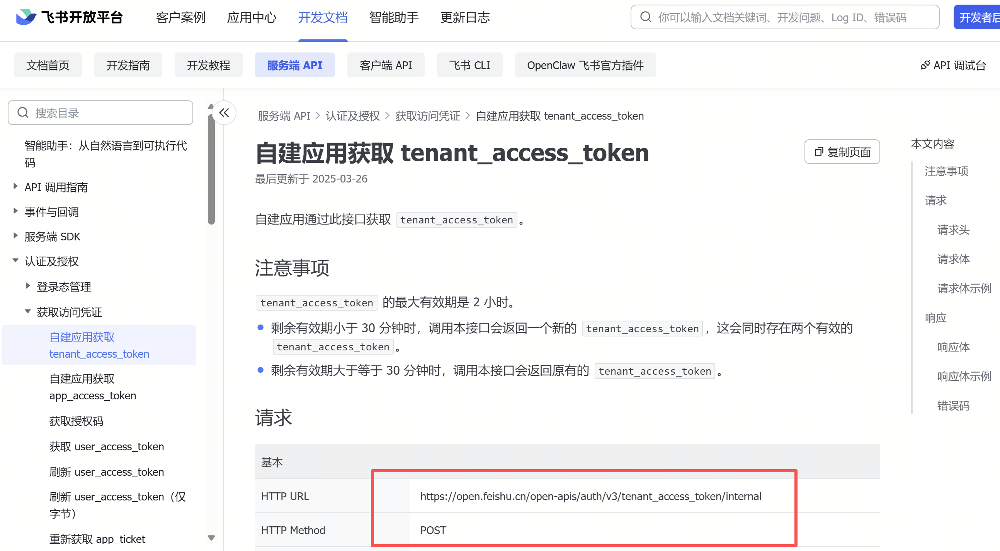 飞书开放平台
客户案例
应用中心
开发文档
智能助手
更新日志
你可以输入文档关键词、开发问题、Log ID、错误码
开发者后
文档首页
开发指南
开发教程
服务端 API
客户端 API
飞书 CLI
OpenClaw 飞书官方插件
API 调试台
搜索目录
智能助手：从自然语言到可执行代
码
API 调用指南
事件与回调
服务端 SDK
认证及授权
登录态管理
获取访问凭证
自建应用获取
tenant_access_token
自建应用获取
app_access_token
获取授权码
获取 user_access_token
刷新 user_access_token
刷新 user_access_token（仅
字节）
重新获取 app_ticket
服务端 API > 认证及授权 > 获取访问凭证 > 自建应用获取 tenant_access_token
自建应用获取 tenant_access_token
复制页面
最后更新于 2025-03-26
自建应用通过此接口获取 tenant_access_token 。
注意事项
tenant_access_token 的最大有效期是 2 小时。
剩余有效期小于 30 分钟时，调用本接口会返回一个新的 tenant_access_token ，这会同时存在两个有效的
tenant_access_token 。
剩余有效期大于等于 30 分钟时，调用本接口会返回原有的 tenant_access_token 。
请求
基本
HTTP URL
https://open.feishu.cn/open-apis/auth/v3/tenant_access_token/internal
HTTP Method
POST
本文内容
注意事项
请求
请求头
请求体
请求体示例
响应
响应体
响应体示例
错误码